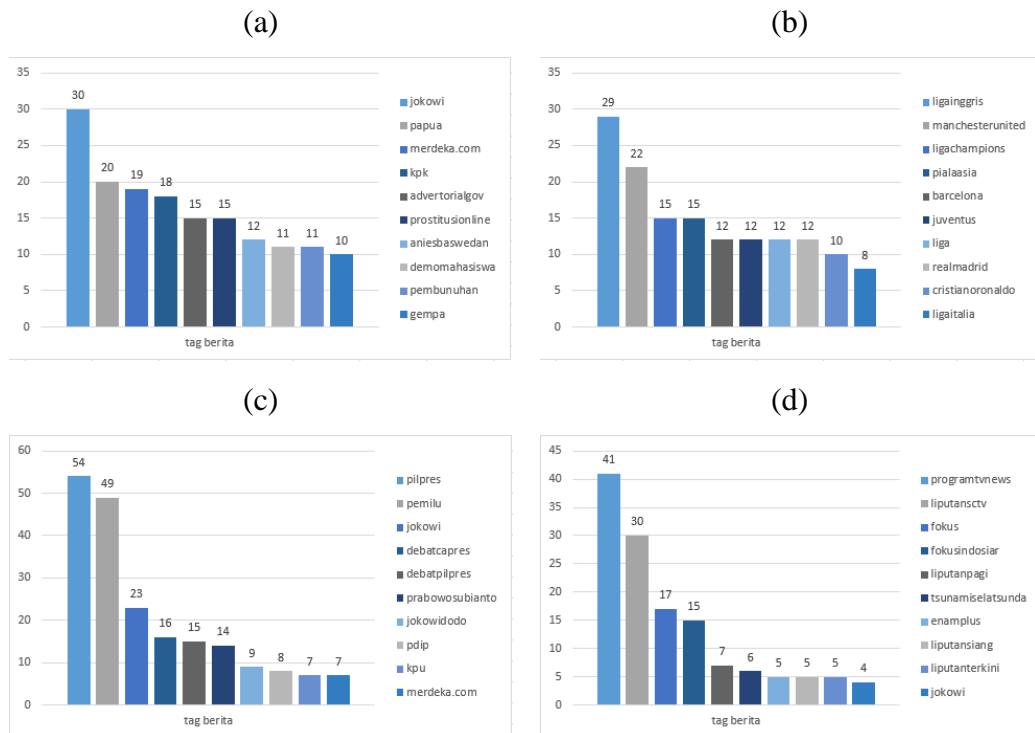 (a)
35
30
25
20
15
10
5
0
30
20
19
18
15
15
12
11
11
10
tag berita
jokowi
papua
merdeka.com
kpk
advertorialgov
prostitusionline
aniesbaswedan
demomahasiswa
pembunuhan
gempa
(b)
35
30
25
20
15
10
5
0
29
22
15
15
12
12
12
12
10
8
tag berita
ligainggris
manchesterunited
ligachampions
pialaasia
barcelona
juventus
liga
realmadrid
cristianoronaldo
ligaitalia
(c)
60
50
40
30
20
10
0
54
49
23
16
15
14
9
8
7
7
tag berita
pilpres
pemilu
jokowi
debatcapres
debatpilpres
prabowosubianto
jokowidodo
pdip
kpu
merdeka.com
(d)
45
40
35
30
25
20
15
10
5
0
41
30
17
15
7
6
5
5
5
4
tag berita
programtvnews
liputansctv
fokus
fokusindosiar
liputanpagi
tsunamiselatsunda
enamplus
liputansiang
liputanterkini
jokowi